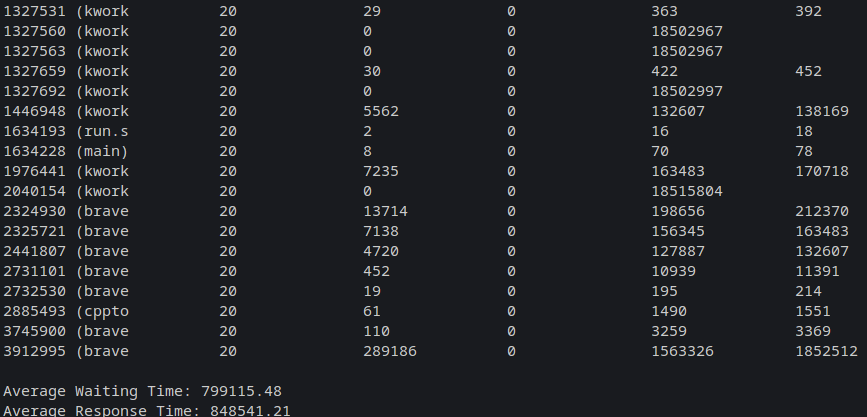 1327531 (kwork 20 29 0 363 392
1327560 (kwork 20 0 18502967
1327563 (kwork 20 0 18502967
1327659 (kwork 20 30 0 422 452
1327692 (kwork 20 0 18502997
1446948 (kwork 20 5562 0 132607 138169
1634193 (run.s 20 2 0 16 18
1634228 (main) 20 8 0 70 78
1976441 (kwork 20 7235 0 163483 170718
2040154 (kwork 20 0 18515804
2324930 (brave 20 13714 0 198656 212370
2325721 (brave 20 7138 0 156345 163483
2441807 (brave 20 4720 0 127887 132607
2731101 (brave 20 452 0 10939 11391
2732530 (brave 20 19 0 195 214
2885493 (cppto 20 61 0 1490 1551
3745900 (brave 20 110 0 3259 3369
3912995 (brave 20 289186 0 1563326 1852512
Average Waiting Time: 799115.48
Average Response Time: 848541.21